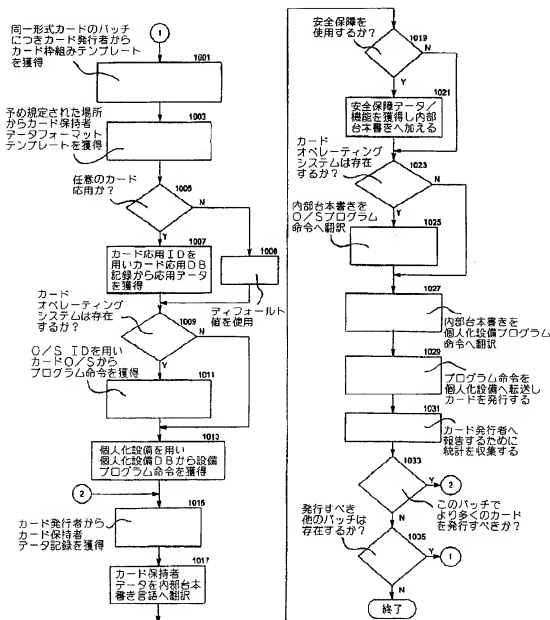 ①
同一形式カードのバッチ
につきカード発行者から
カード枠組みテンプレート
を獲得
1001
予め規定された場所
からカード保持者
データフォーマット
テンプレートを獲得
1003
任意のカード
応用か?
1005
N
Y
1007
カード応用IDを
用いカード応用DB
記録から応用データ
を獲得
1008
ディフォールト
値を使用
カード
オペレーティング
システムは存在
するか?
1009
N
Y
O/S IDを用い
カードO/Sから
プログラム命令を獲得
1011
1013
個人化設備を用い
個人化設備DBから設備
プログラム命令を獲得
②
1015
カード発行者から
カード保持者
データ記録を獲得
1017
カード保持者
データを内部台本
書き言語へ翻訳
安全保障を
使用するか?
1019
N
Y
1021
安全保障データ/
機能を獲得し内部
台本書きへ加える
カード
オペレーティング
システムは存在
するか?
1023
N
Y
内部台本書きを
O/Sプログラム
命令へ翻訳
1025
1027
内部台本書きを
個人化設備プログラム
命令へ翻訳
1029
プログラム命令を
個人化設備へ転送し
カードを発行する
1031
カード発行者へ
報告するために
統計を収集する
1033
Y
②
N
このバッチで
より多くのカード
を発行すべきか?
発行すべき
他のバッチは
存在するか?
1035
Y
①
N
終了